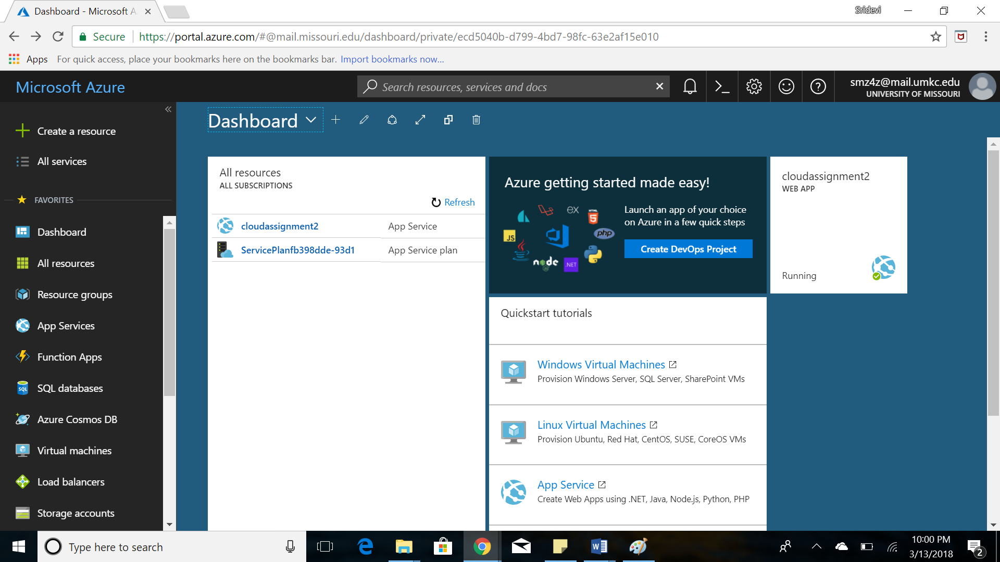 Dashboard - Microsoft A
Sridevi
Secure https://portal.azure.com/#@mail.missouri.edu/dashboard/private/ecd5040b-d799-4bd7-98fc-63e2af15e010
Apps For quick access, place your bookmarks here on the bookmarks bar. Import bookmarks now...
Microsoft Azure
Search resources, services and docs
smz4z@mail.umkc.edu
UNIVERSITY OF MISSOURI
Create a resource
All services
FAVORITES
Dashboard
All resources
Resource groups
App Services
Function Apps
SQL
SQL databases
Azure Cosmos DB
Virtual machines
Load balancers
Storage accounts
Dashboard
All resources
ALL SUBSCRIPTIONS
Refresh
cloudassignment2 App Service
ServicePlanfb398dde-93d1 App Service plan
Azure getting started made easy!
EX
HTML
5
JS
php
node
JS
.NET
Launch an app of your choice
on Azure in a few quick steps
Create DevOps Project
cloudassignment2
WEB APP
Running
Quickstart tutorials
Windows Virtual Machines
Provision Windows Server, SQL Server, SharePoint VMs
Linux Virtual Machines
Provision Ubuntu, Red Hat, CentOS, SUSE, CoreOS VMs
App Service
Create Web Apps using .NET, Java, Node.js, Python, PHP
Type here to search
W
10:00 PM
3/13/2018
2